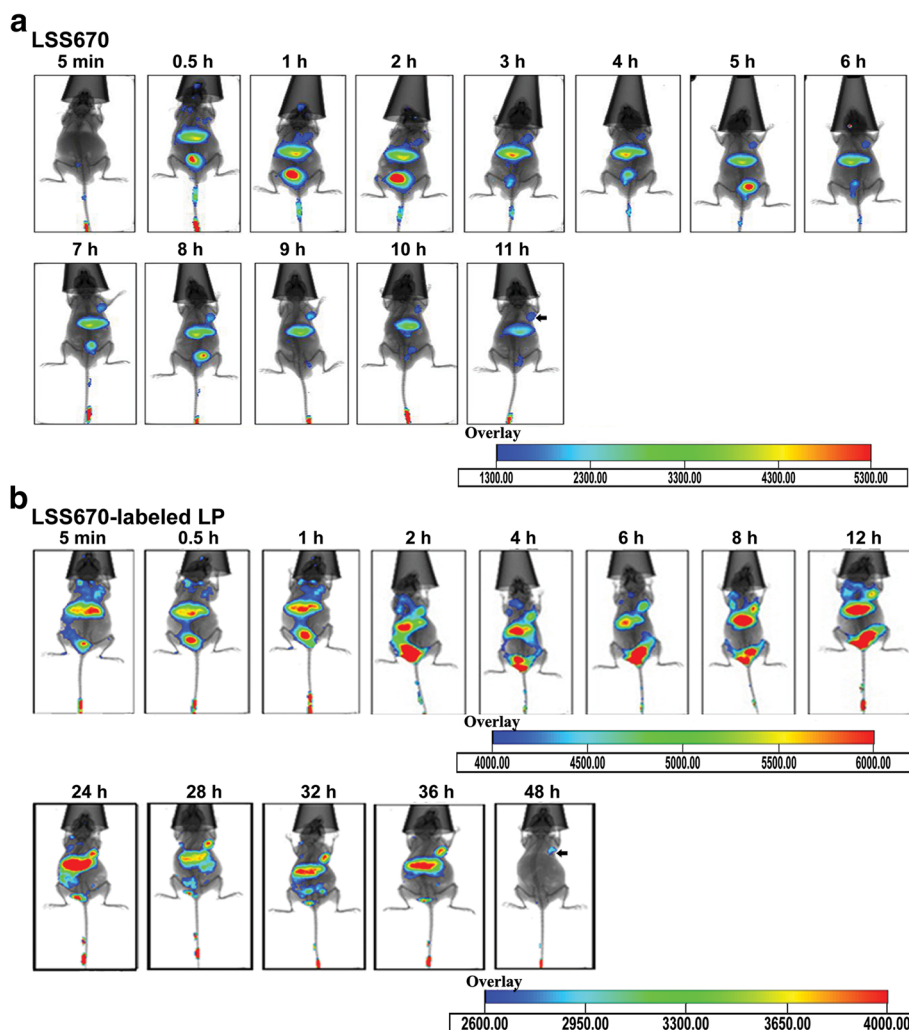 a
LSS670
5 min 0.5 h 1 h 2 h 3 h 4 h 5 h 6 h
7 h 8 h 9 h 10 h 11 h
Overlay
1300.00 2300.00 3300.00 4300.00 5300.00
b
LSS670-labeled LP
5 min 0.5 h 1 h 2 h 4 h 6 h 8 h 12 h
Overlay
4000.00 4500.00 5000.00 5500.00 6000.00
24 h 28 h 32 h 36 h 48 h
Overlay
2600.00 2950.00 3300.00 3650.00 4000.00